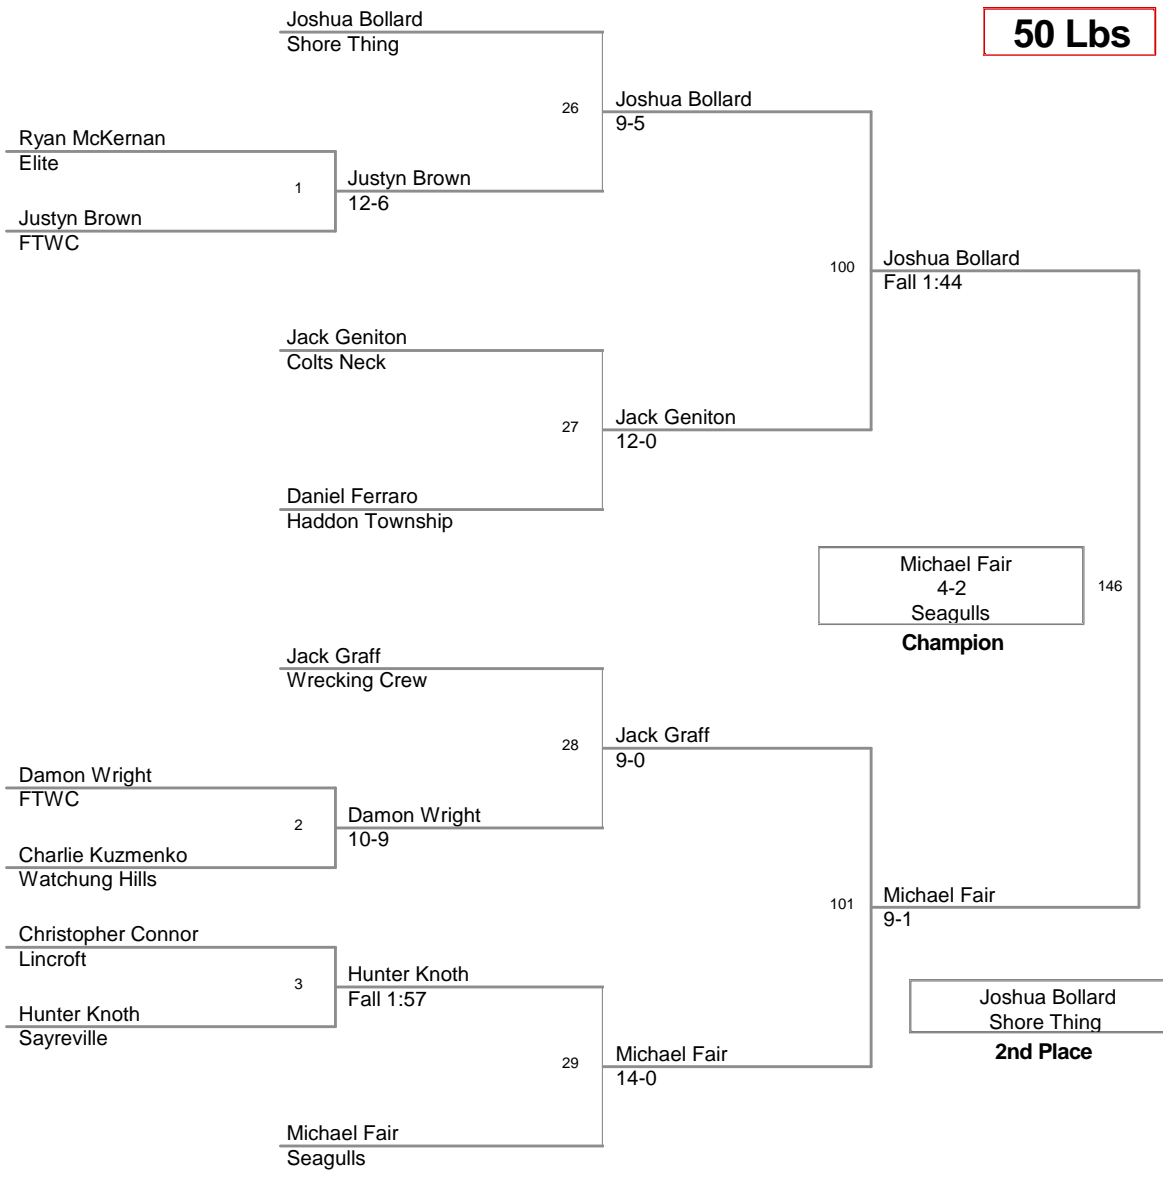 Joshua Bollard
Shore Thing
50 Lbs
26
Joshua Bollard
9-5
Ryan McKernan
Elite
1
Justyn Brown
12-6
Justyn Brown
FTWC
100
Joshua Bollard
Fall 1:44
Jack Geniton
Colts Neck
27
Jack Geniton
12-0
Daniel Ferraro
Haddon Township
Michael Fair
4-2
Seagulls
146
Champion
Jack Graff
Wrecking Crew
28
Jack Graff
9-0
Damon Wright
FTWC
2
Damon Wright
10-9
Charlie Kuzmenko
Watchung Hills
101
Michael Fair
9-1
Christopher Connor
Lincroft
3
Hunter Knoth
Fall 1:57
Hunter Knoth
Sayreville
Joshua Bollard
Shore Thing
2nd Place
29
Michael Fair
14-0
Michael Fair
Seagulls